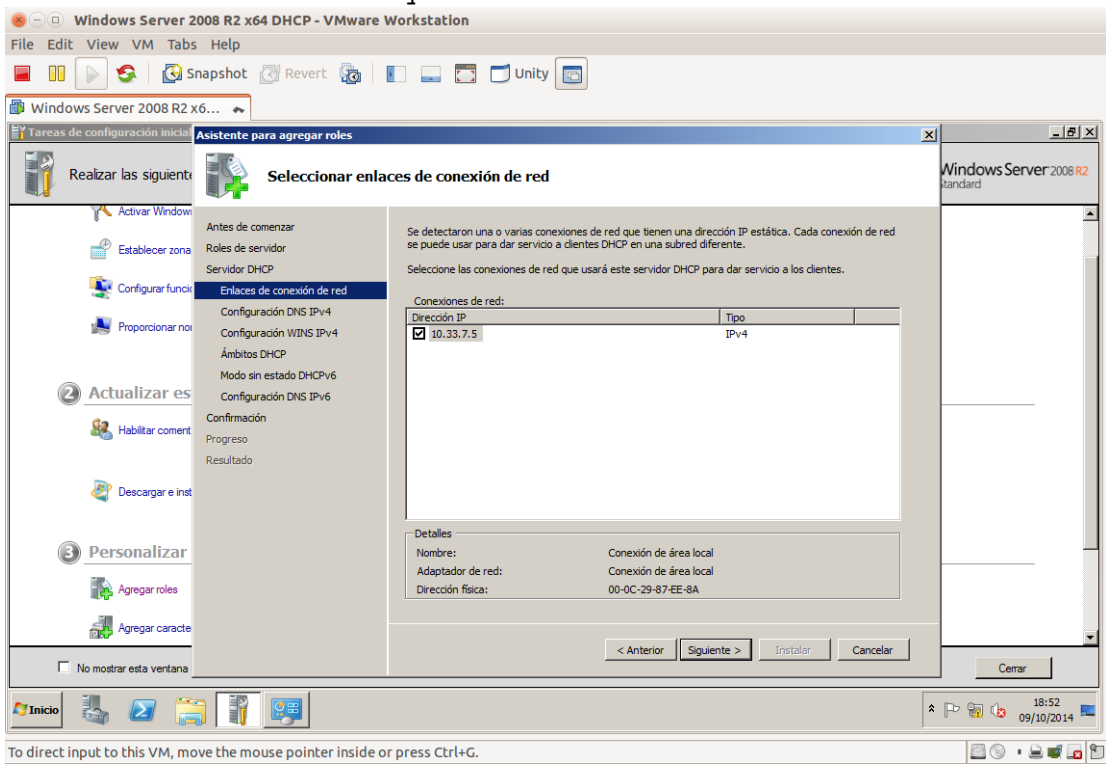 Windows Server 2008 R2 x64 DHCP - VMware Workstation
File Edit View VM Tabs Help
Snapshot Revert Unity
Windows Server 2008 R2 x6...
Tareas de configuración inicial
Asistente para agregar roles
Realizar las siguiente
Seleccionar enlaces de conexión de red
Windows Server 2008 R2
Standard
Activar Window
Establecer zona
Configurar funcio
Proporcionar no
2 Actualizar es
Habilitar coment
Descargar e inst
3 Personalizar
Agregar roles
Agregar caracte
No mostrar esta ventana
Antes de comenzar
Roles de servidor
Servidor DHCP
Enlaces de conexión de red
Configuración DNS IPv4
Configuración WINS IPv4
Ámbitos DHCP
Modo sin estado DHCPv6
Configuración DNS IPv6
Confirmación
Progreso
Resultado
Se detectaron una o varias conexiones de red que tienen una dirección IP estática. Cada conexión de red
se puede usar para dar servicio a clientes DHCP en una subred diferente.
Seleccione las conexiones de red que usará este servidor DHCP para dar servicio a los clientes.
Conexiones de red:
Dirección IP Tipo
10.33.7.5 IPv4
Detalles
Nombre: Conexión de área local
Adaptador de red: Conexión de área local
Dirección física: 00-0C-29-87-EE-8A
< Anterior Siguiente > Instalar Cancelar
Cerrar
Inicio
18:52
09/10/2014
To direct input to this VM, move the mouse pointer inside or press Ctrl+G.